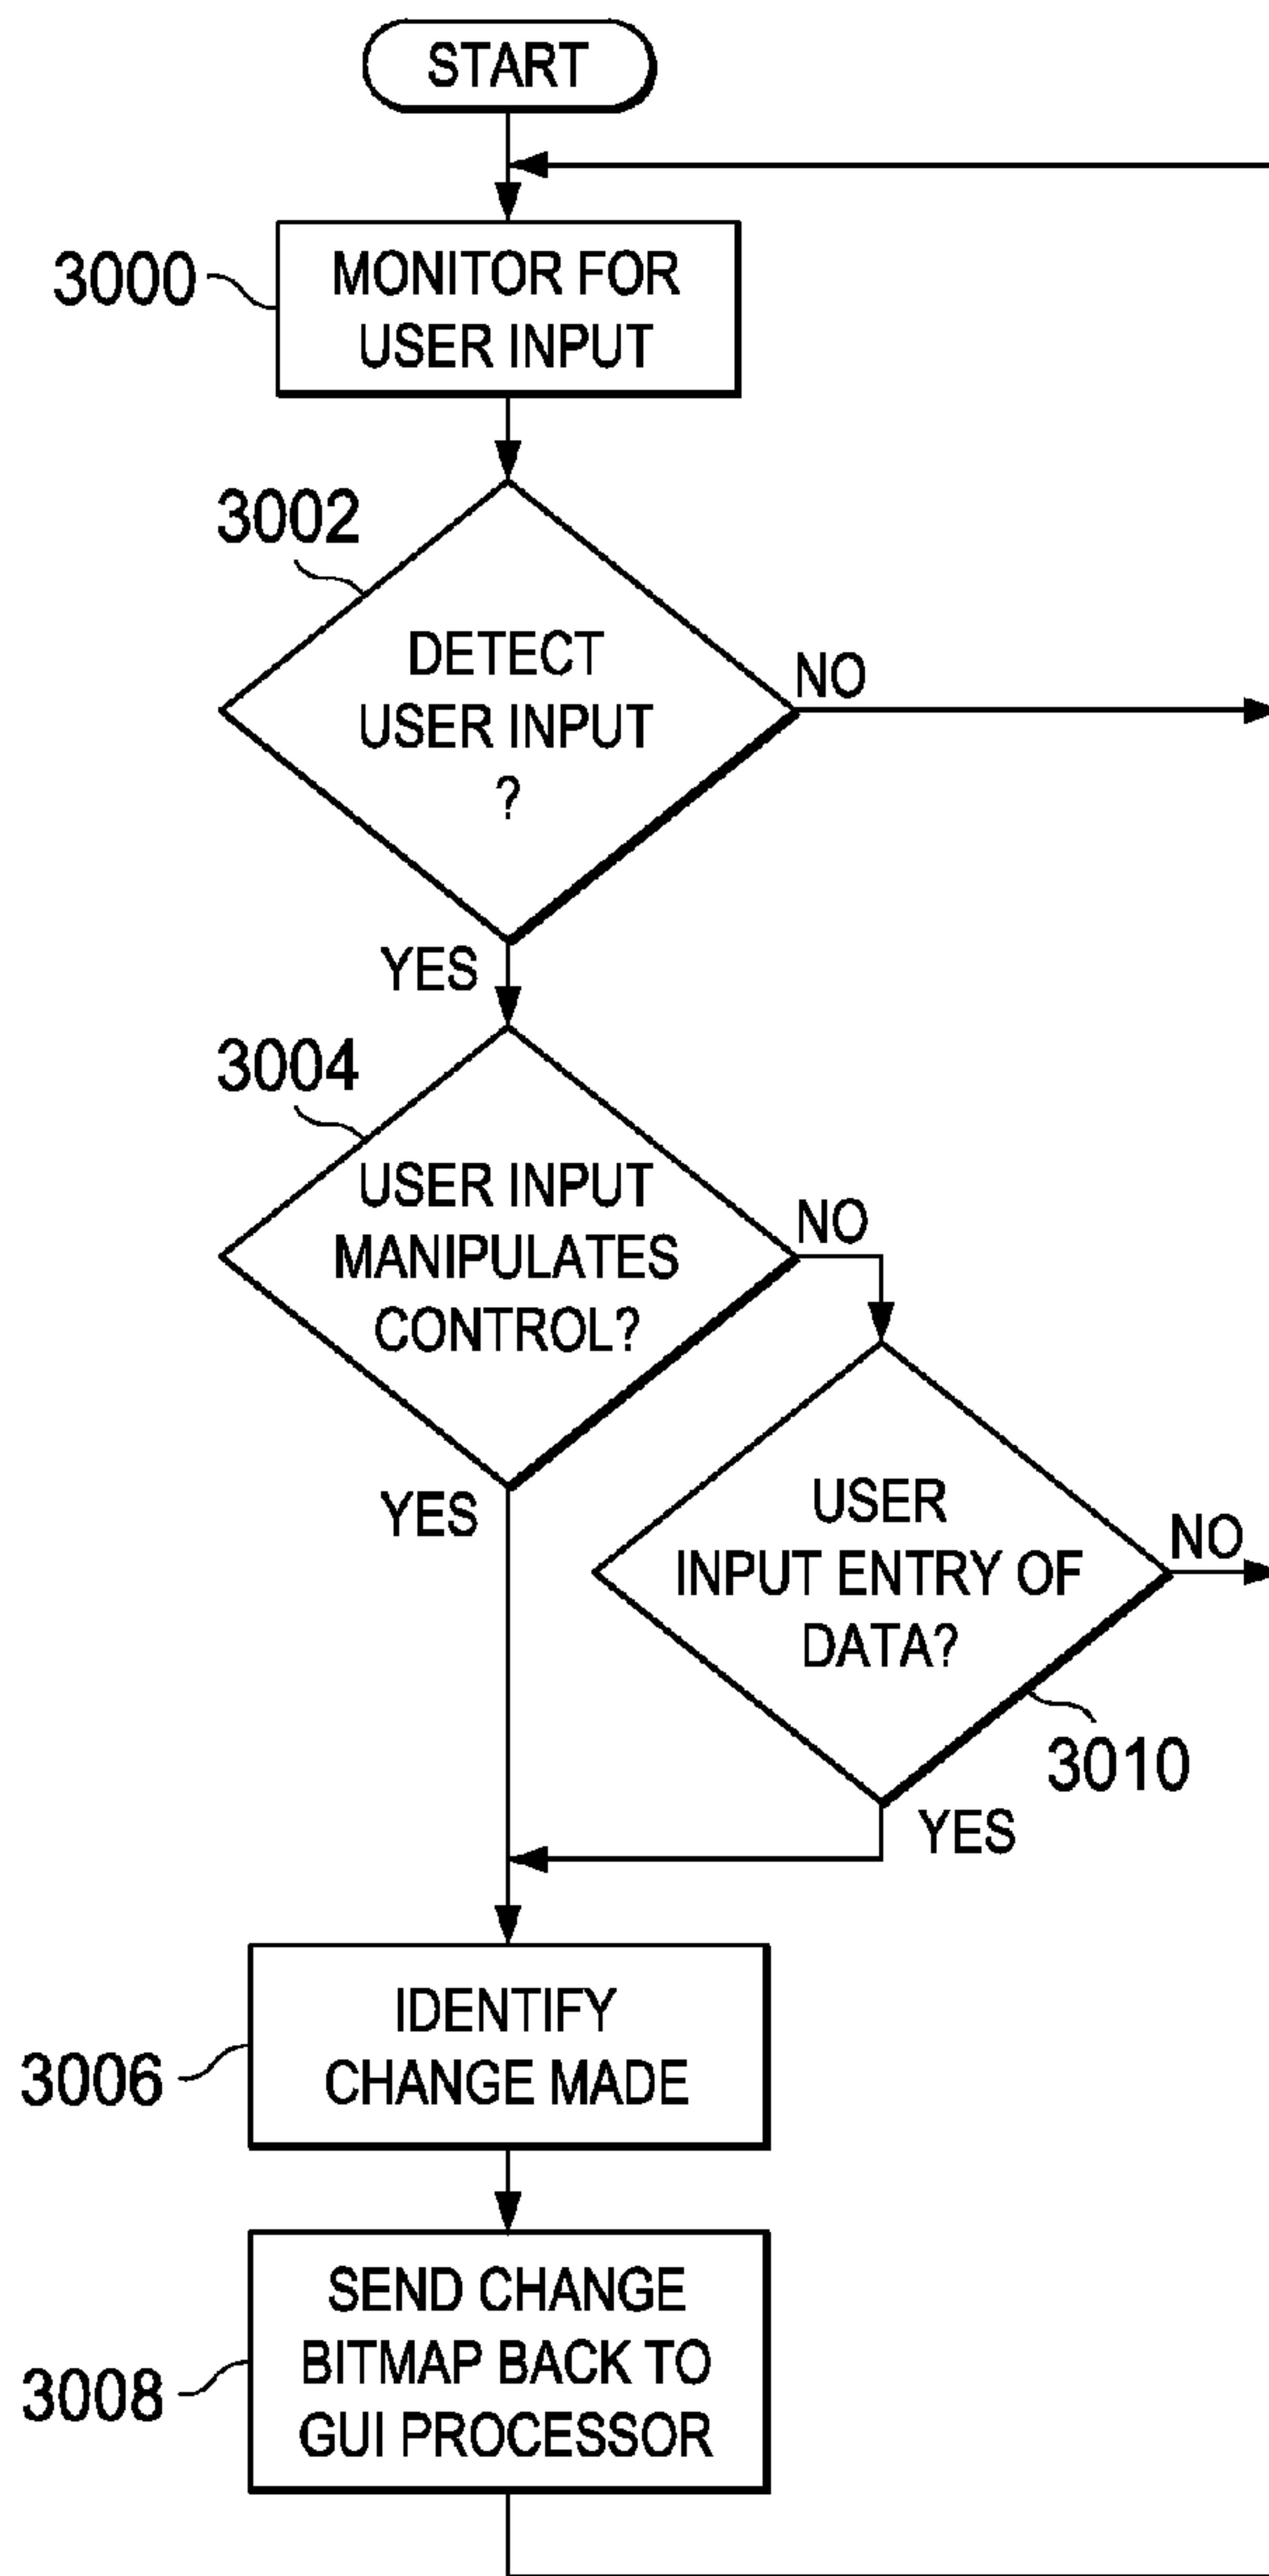 START
3000
MONITOR FOR
USER INPUT
3002
DETECT
USER INPUT
?
NO
YES
3004
USER INPUT
MANIPULATES
CONTROL?
NO
YES
USER
INPUT ENTRY OF
DATA?
NO
3010
YES
3006
IDENTIFY
CHANGE MADE
3008
SEND CHANGE
BITMAP BACK TO
GUI PROCESSOR